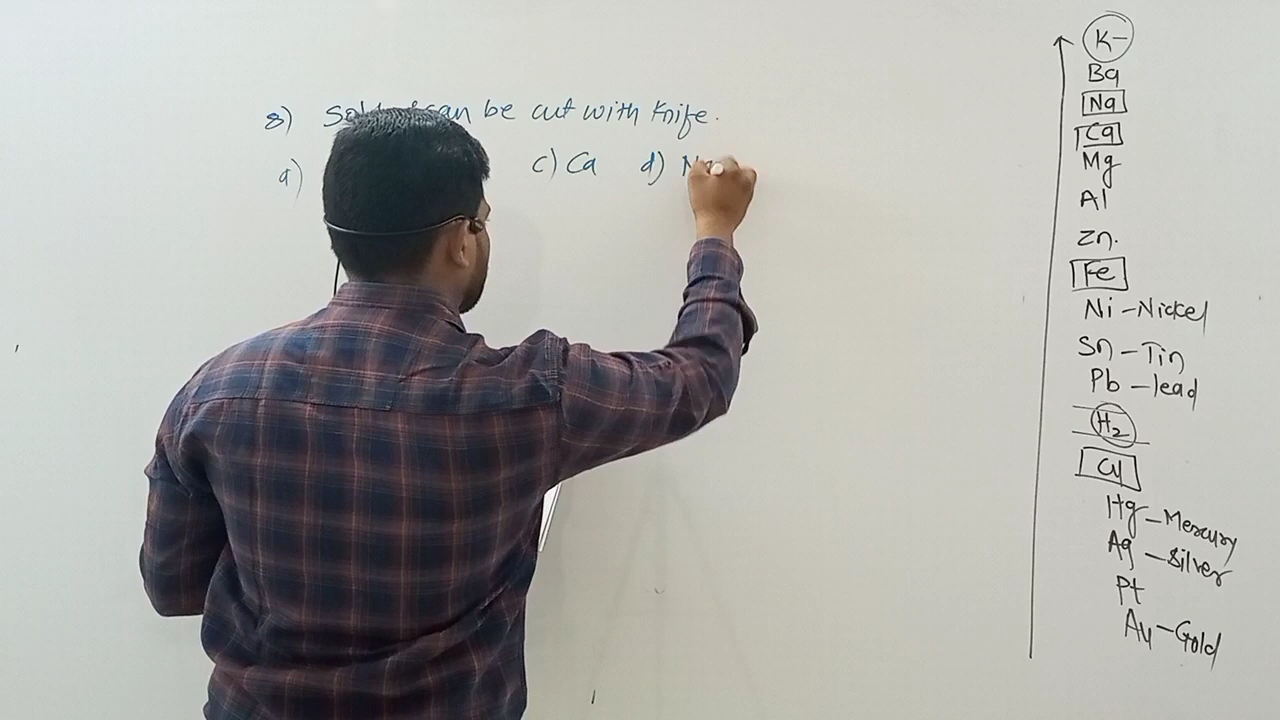 8) can be cut with Knife.
a) c) Ca d)
K
Ba
Na
Ca
Mg
Al
Zn.
Fe
Ni - Nickel
Sn - Tin
Pb - lead
H2
Cu
Hg - Mercury
Ag - Silver
Pt
Au - Gold